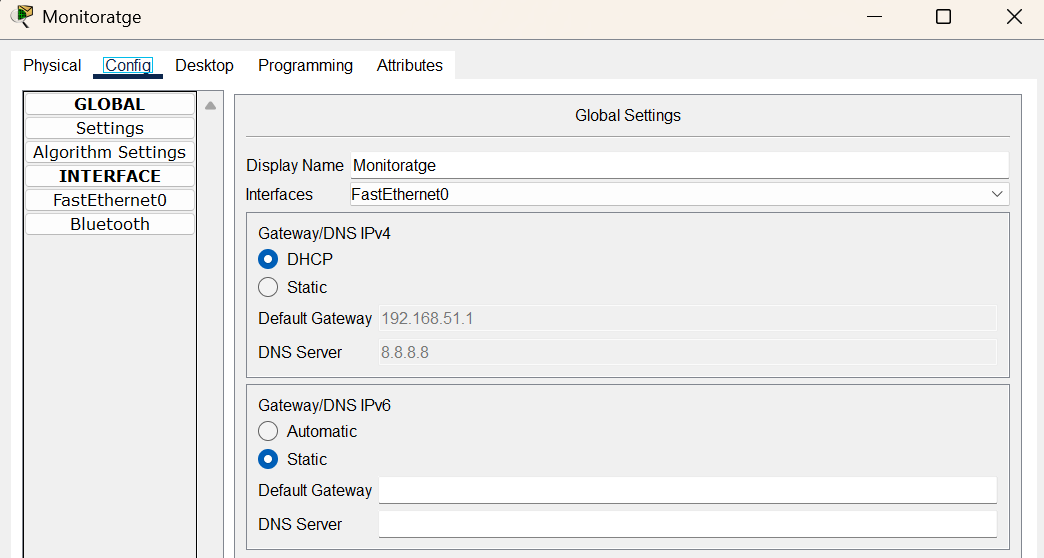 Monitoratge
Physical Config Desktop Programming Attributes
GLOBAL
Settings
Algorithm Settings
INTERFACE
FastEthernet0
Bluetooth
Global Settings
Display Name Monitoratge
Interfaces FastEthernet0
Gateway/DNS IPv4
DHCP
Static
Default Gateway 192.168.51.1
DNS Server 8.8.8.8
Gateway/DNS IPv6
Automatic
Static
Default Gateway
DNS Server